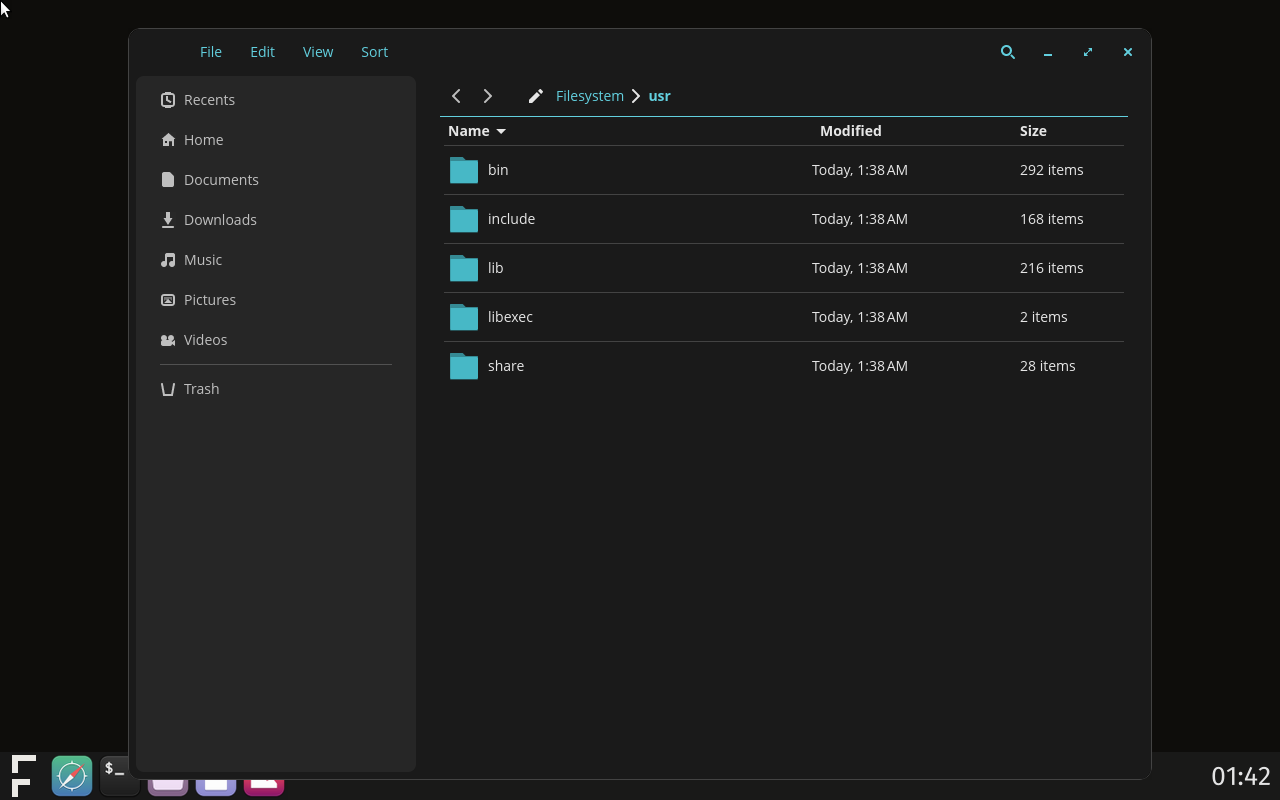 File Edit View Sort
Recents
Home
Documents
Downloads
Music
Pictures
Videos
Trash
Filesystem usr
Name Modified Size
bin Today, 1:38 AM 292 items
include Today, 1:38 AM 168 items
lib Today, 1:38 AM 216 items
libexec Today, 1:38 AM 2 items
share Today, 1:38 AM 28 items
$_
01:42